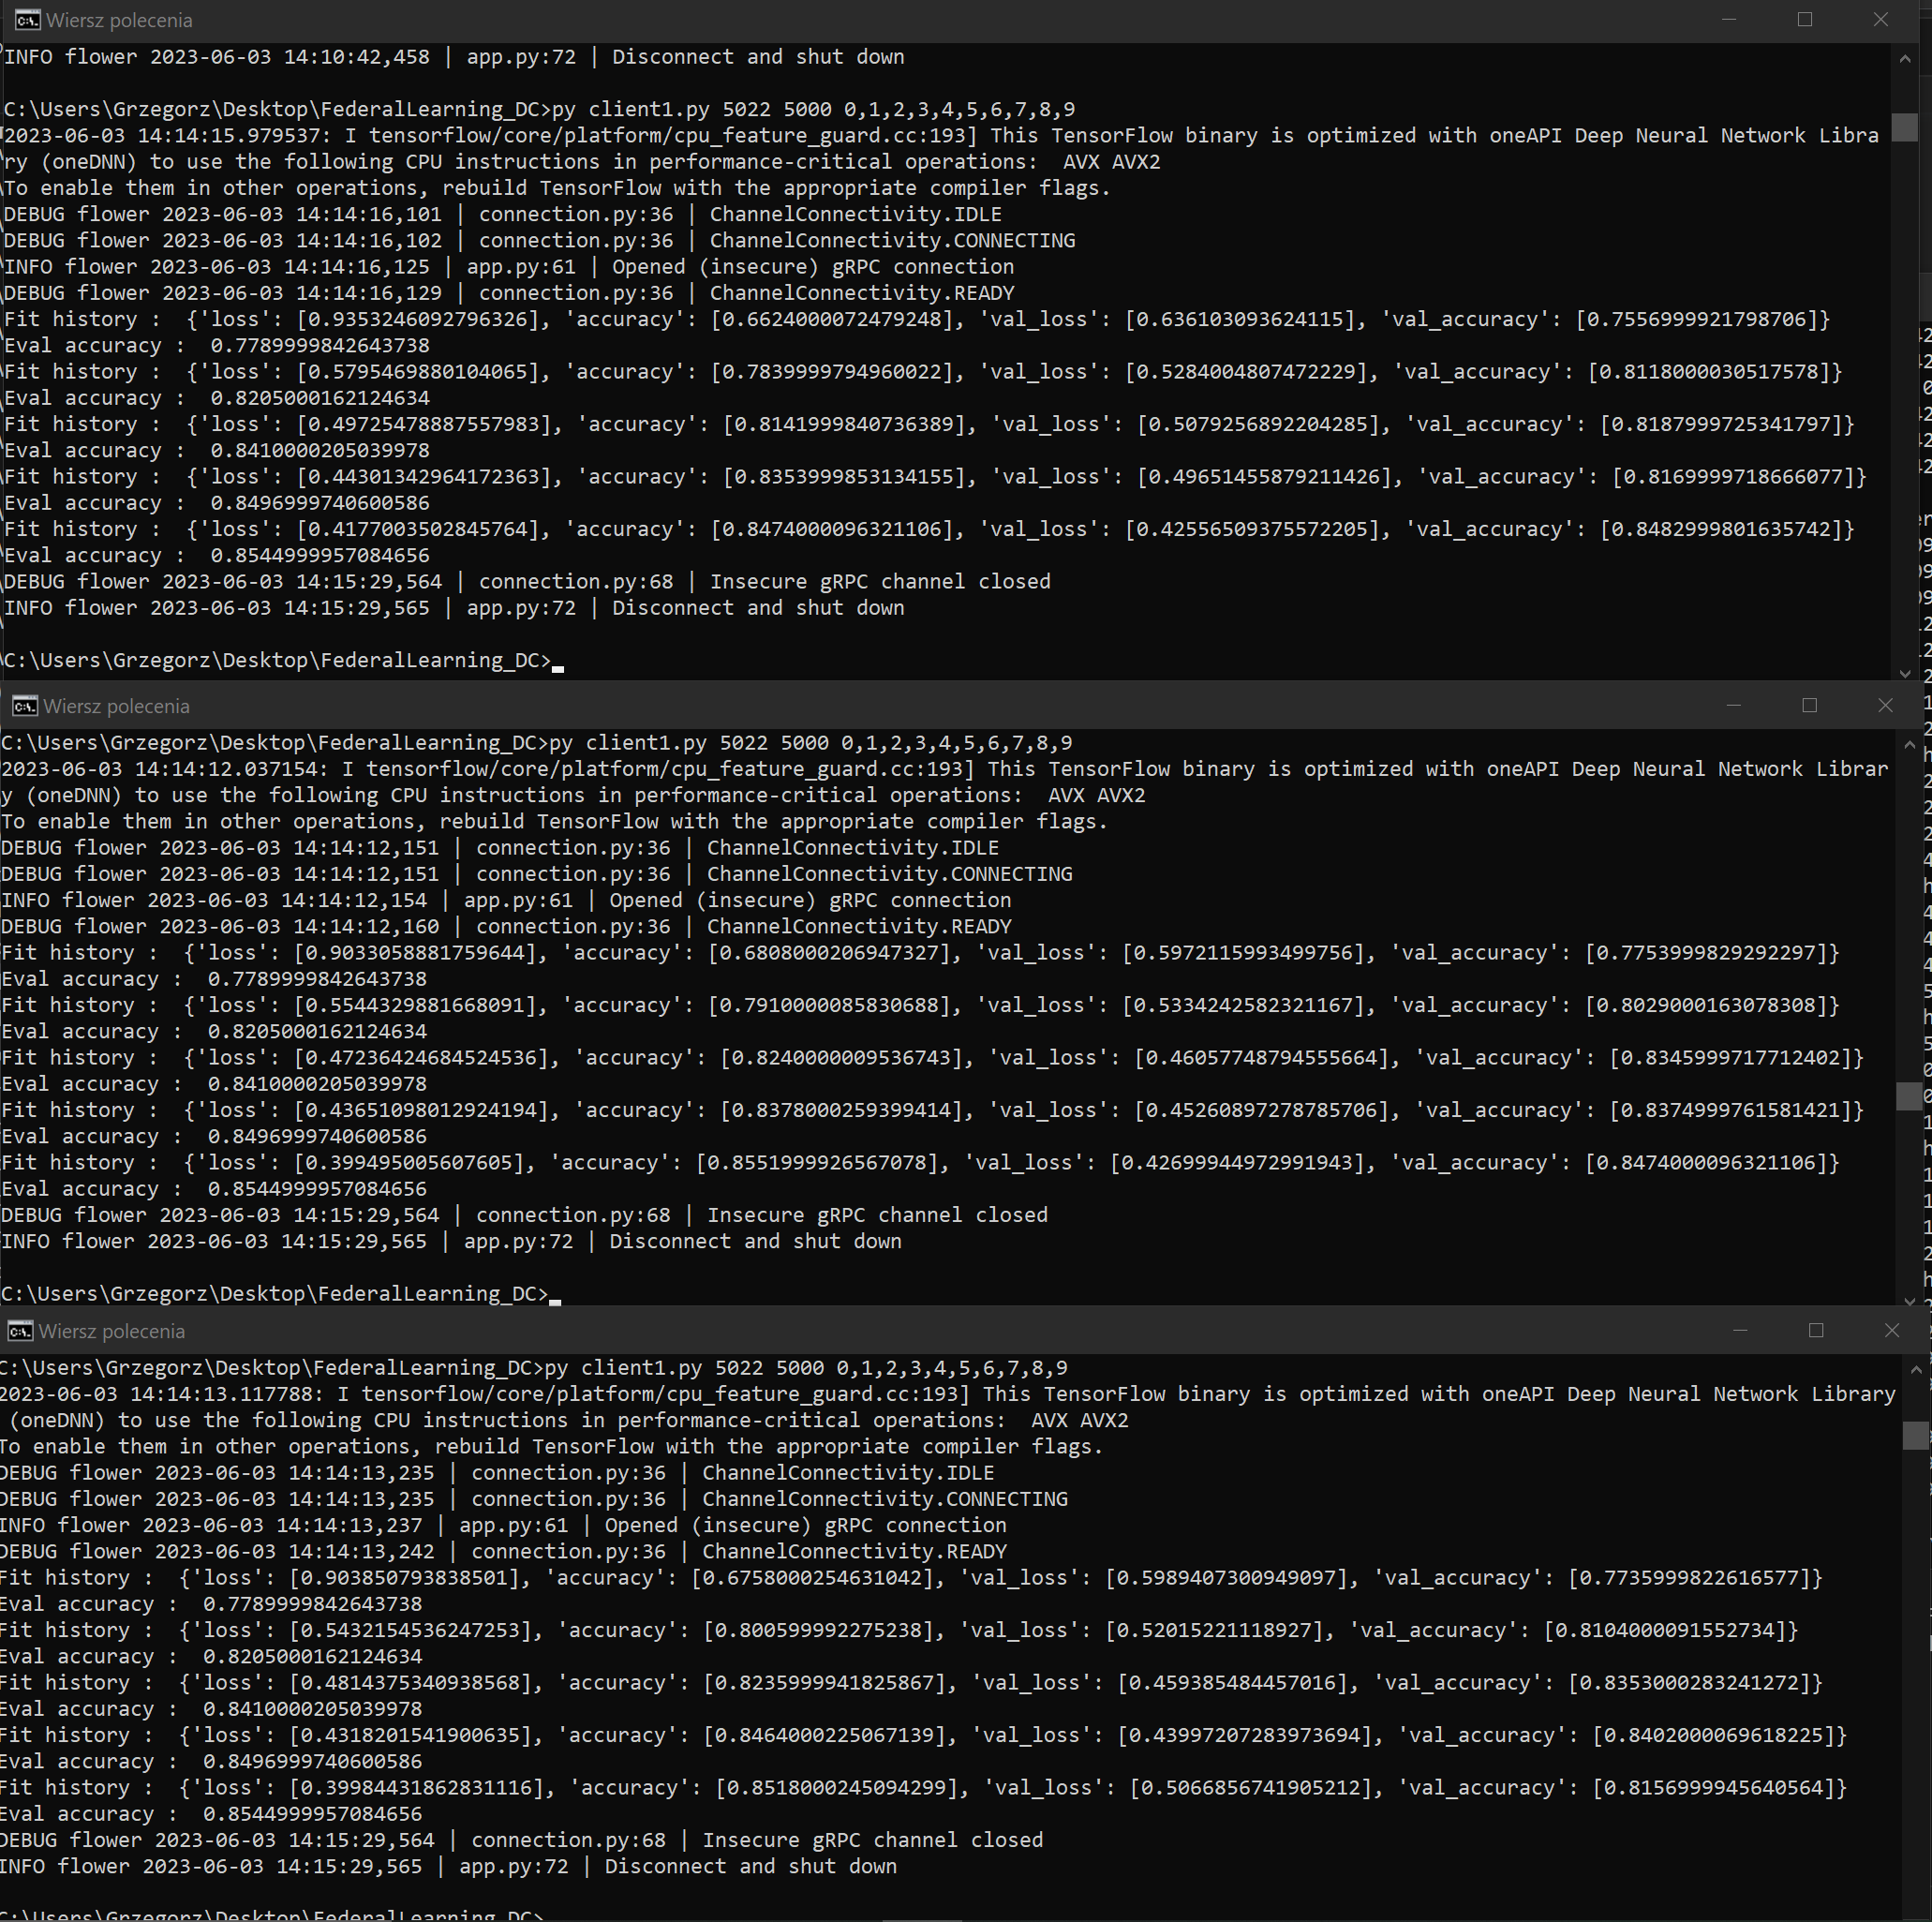 Wiersz polecenia
INFO flower 2023-06-03 14:10:42,458 | app.py:72 | Disconnect and shut down
C:\Users\Grzegorz\Desktop\FederalLearning_DC>py client1.py 5022 5000 0,1,2,3,4,5,6,7,8,9
2023-06-03 14:14:15.979537: I tensorflow/core/platform/cpu_feature_guard.cc:193] This TensorFlow binary is optimized with oneAPI Deep Neural Network Libra
ry (oneDNN) to use the following CPU instructions in performance-critical operations:  AVX AVX2
To enable them in other operations, rebuild TensorFlow with the appropriate compiler flags.
DEBUG flower 2023-06-03 14:14:16,101 | connection.py:36 | ChannelConnectivity.IDLE
DEBUG flower 2023-06-03 14:14:16,102 | connection.py:36 | ChannelConnectivity.CONNECTING
INFO flower 2023-06-03 14:14:16,125 | app.py:61 | Opened (insecure) gRPC connection
DEBUG flower 2023-06-03 14:14:16,129 | connection.py:36 | ChannelConnectivity.READY
Fit history :  {'loss': [0.9353246092796326], 'accuracy': [0.6624000072479248], 'val_loss': [0.636103093624115], 'val_accuracy': [0.7556999921798706]}
Eval accuracy :  0.7789999842643738
Fit history :  {'loss': [0.5795469880104065], 'accuracy': [0.7839999794960022], 'val_loss': [0.5284004807472229], 'val_accuracy': [0.8118000030517578]}
Eval accuracy :  0.8205000162124634
Fit history :  {'loss': [0.49725478887557983], 'accuracy': [0.8141999840736389], 'val_loss': [0.5079256892204285], 'val_accuracy': [0.8187999725341797]}
Eval accuracy :  0.8410000205039978
Fit history :  {'loss': [0.44301342964172363], 'accuracy': [0.8353999853134155], 'val_loss': [0.49651455879211426], 'val_accuracy': [0.8169999718666077]}
Eval accuracy :  0.8496999740600586
Fit history :  {'loss': [0.4177003502845764], 'accuracy': [0.8474000096321106], 'val_loss': [0.42556509375572205], 'val_accuracy': [0.8482999801635742]}
Eval accuracy :  0.8544999957084656
DEBUG flower 2023-06-03 14:15:29,564 | connection.py:68 | Insecure gRPC channel closed
INFO flower 2023-06-03 14:15:29,565 | app.py:72 | Disconnect and shut down
C:\Users\Grzegorz\Desktop\FederalLearning_DC>
Wiersz polecenia
C:\Users\Grzegorz\Desktop\FederalLearning_DC>py client1.py 5022 5000 0,1,2,3,4,5,6,7,8,9
2023-06-03 14:14:12.037154: I tensorflow/core/platform/cpu_feature_guard.cc:193] This TensorFlow binary is optimized with oneAPI Deep Neural Network Librar
y (oneDNN) to use the following CPU instructions in performance-critical operations:  AVX AVX2
To enable them in other operations, rebuild TensorFlow with the appropriate compiler flags.
DEBUG flower 2023-06-03 14:14:12,151 | connection.py:36 | ChannelConnectivity.IDLE
DEBUG flower 2023-06-03 14:14:12,151 | connection.py:36 | ChannelConnectivity.CONNECTING
INFO flower 2023-06-03 14:14:12,154 | app.py:61 | Opened (insecure) gRPC connection
DEBUG flower 2023-06-03 14:14:12,160 | connection.py:36 | ChannelConnectivity.READY
Fit history :  {'loss': [0.9033058881759644], 'accuracy': [0.6808000206947327], 'val_loss': [0.5972115993499756], 'val_accuracy': [0.7753999829292297]}
Eval accuracy :  0.7789999842643738
Fit history :  {'loss': [0.5544329881668091], 'accuracy': [0.7910000085830688], 'val_loss': [0.5334242582321167], 'val_accuracy': [0.8029000163078308]}
Eval accuracy :  0.8205000162124634
Fit history :  {'loss': [0.47236424684524536], 'accuracy': [0.8240000009536743], 'val_loss': [0.46057748794555664], 'val_accuracy': [0.8345999717712402]}
Eval accuracy :  0.8410000205039978
Fit history :  {'loss': [0.43651098012924194], 'accuracy': [0.8378000259399414], 'val_loss': [0.45260897278785706], 'val_accuracy': [0.8374999761581421]}
Eval accuracy :  0.8496999740600586
Fit history :  {'loss': [0.399495005607605], 'accuracy': [0.8551999926567078], 'val_loss': [0.42699944972991943], 'val_accuracy': [0.8474000096321106]}
Eval accuracy :  0.8544999957084656
DEBUG flower 2023-06-03 14:15:29,564 | connection.py:68 | Insecure gRPC channel closed
INFO flower 2023-06-03 14:15:29,565 | app.py:72 | Disconnect and shut down
C:\Users\Grzegorz\Desktop\FederalLearning_DC>
Wiersz polecenia
C:\Users\Grzegorz\Desktop\FederalLearning_DC>py client1.py 5022 5000 0,1,2,3,4,5,6,7,8,9
2023-06-03 14:14:13.117788: I tensorflow/core/platform/cpu_feature_guard.cc:193] This TensorFlow binary is optimized with oneAPI Deep Neural Network Library
(oneDNN) to use the following CPU instructions in performance-critical operations:  AVX AVX2
To enable them in other operations, rebuild TensorFlow with the appropriate compiler flags.
DEBUG flower 2023-06-03 14:14:13,235 | connection.py:36 | ChannelConnectivity.IDLE
DEBUG flower 2023-06-03 14:14:13,235 | connection.py:36 | ChannelConnectivity.CONNECTING
INFO flower 2023-06-03 14:14:13,237 | app.py:61 | Opened (insecure) gRPC connection
DEBUG flower 2023-06-03 14:14:13,242 | connection.py:36 | ChannelConnectivity.READY
Fit history :  {'loss': [0.903850793838501], 'accuracy': [0.6758000254631042], 'val_loss': [0.5989407300949097], 'val_accuracy': [0.7735999822616577]}
Eval accuracy :  0.7789999842643738
Fit history :  {'loss': [0.5432154536247253], 'accuracy': [0.800599992275238], 'val_loss': [0.52015221118927], 'val_accuracy': [0.8104000091552734]}
Eval accuracy :  0.8205000162124634
Fit history :  {'loss': [0.4814375340938568], 'accuracy': [0.8235999941825867], 'val_loss': [0.459385484457016], 'val_accuracy': [0.8353000283241272]}
Eval accuracy :  0.8410000205039978
Fit history :  {'loss': [0.4318201541900635], 'accuracy': [0.8464000225067139], 'val_loss': [0.43997207283973694], 'val_accuracy': [0.8402000069618225]}
Eval accuracy :  0.8496999740600586
Fit history :  {'loss': [0.39984431862831116], 'accuracy': [0.8518000245094299], 'val_loss': [0.5066856741905212], 'val_accuracy': [0.8156999945640564]}
Eval accuracy :  0.8544999957084656
DEBUG flower 2023-06-03 14:15:29,564 | connection.py:68 | Insecure gRPC channel closed
INFO flower 2023-06-03 14:15:29,565 | app.py:72 | Disconnect and shut down
C:\Users\Grzegorz\Desktop\FederalLearning_DC>